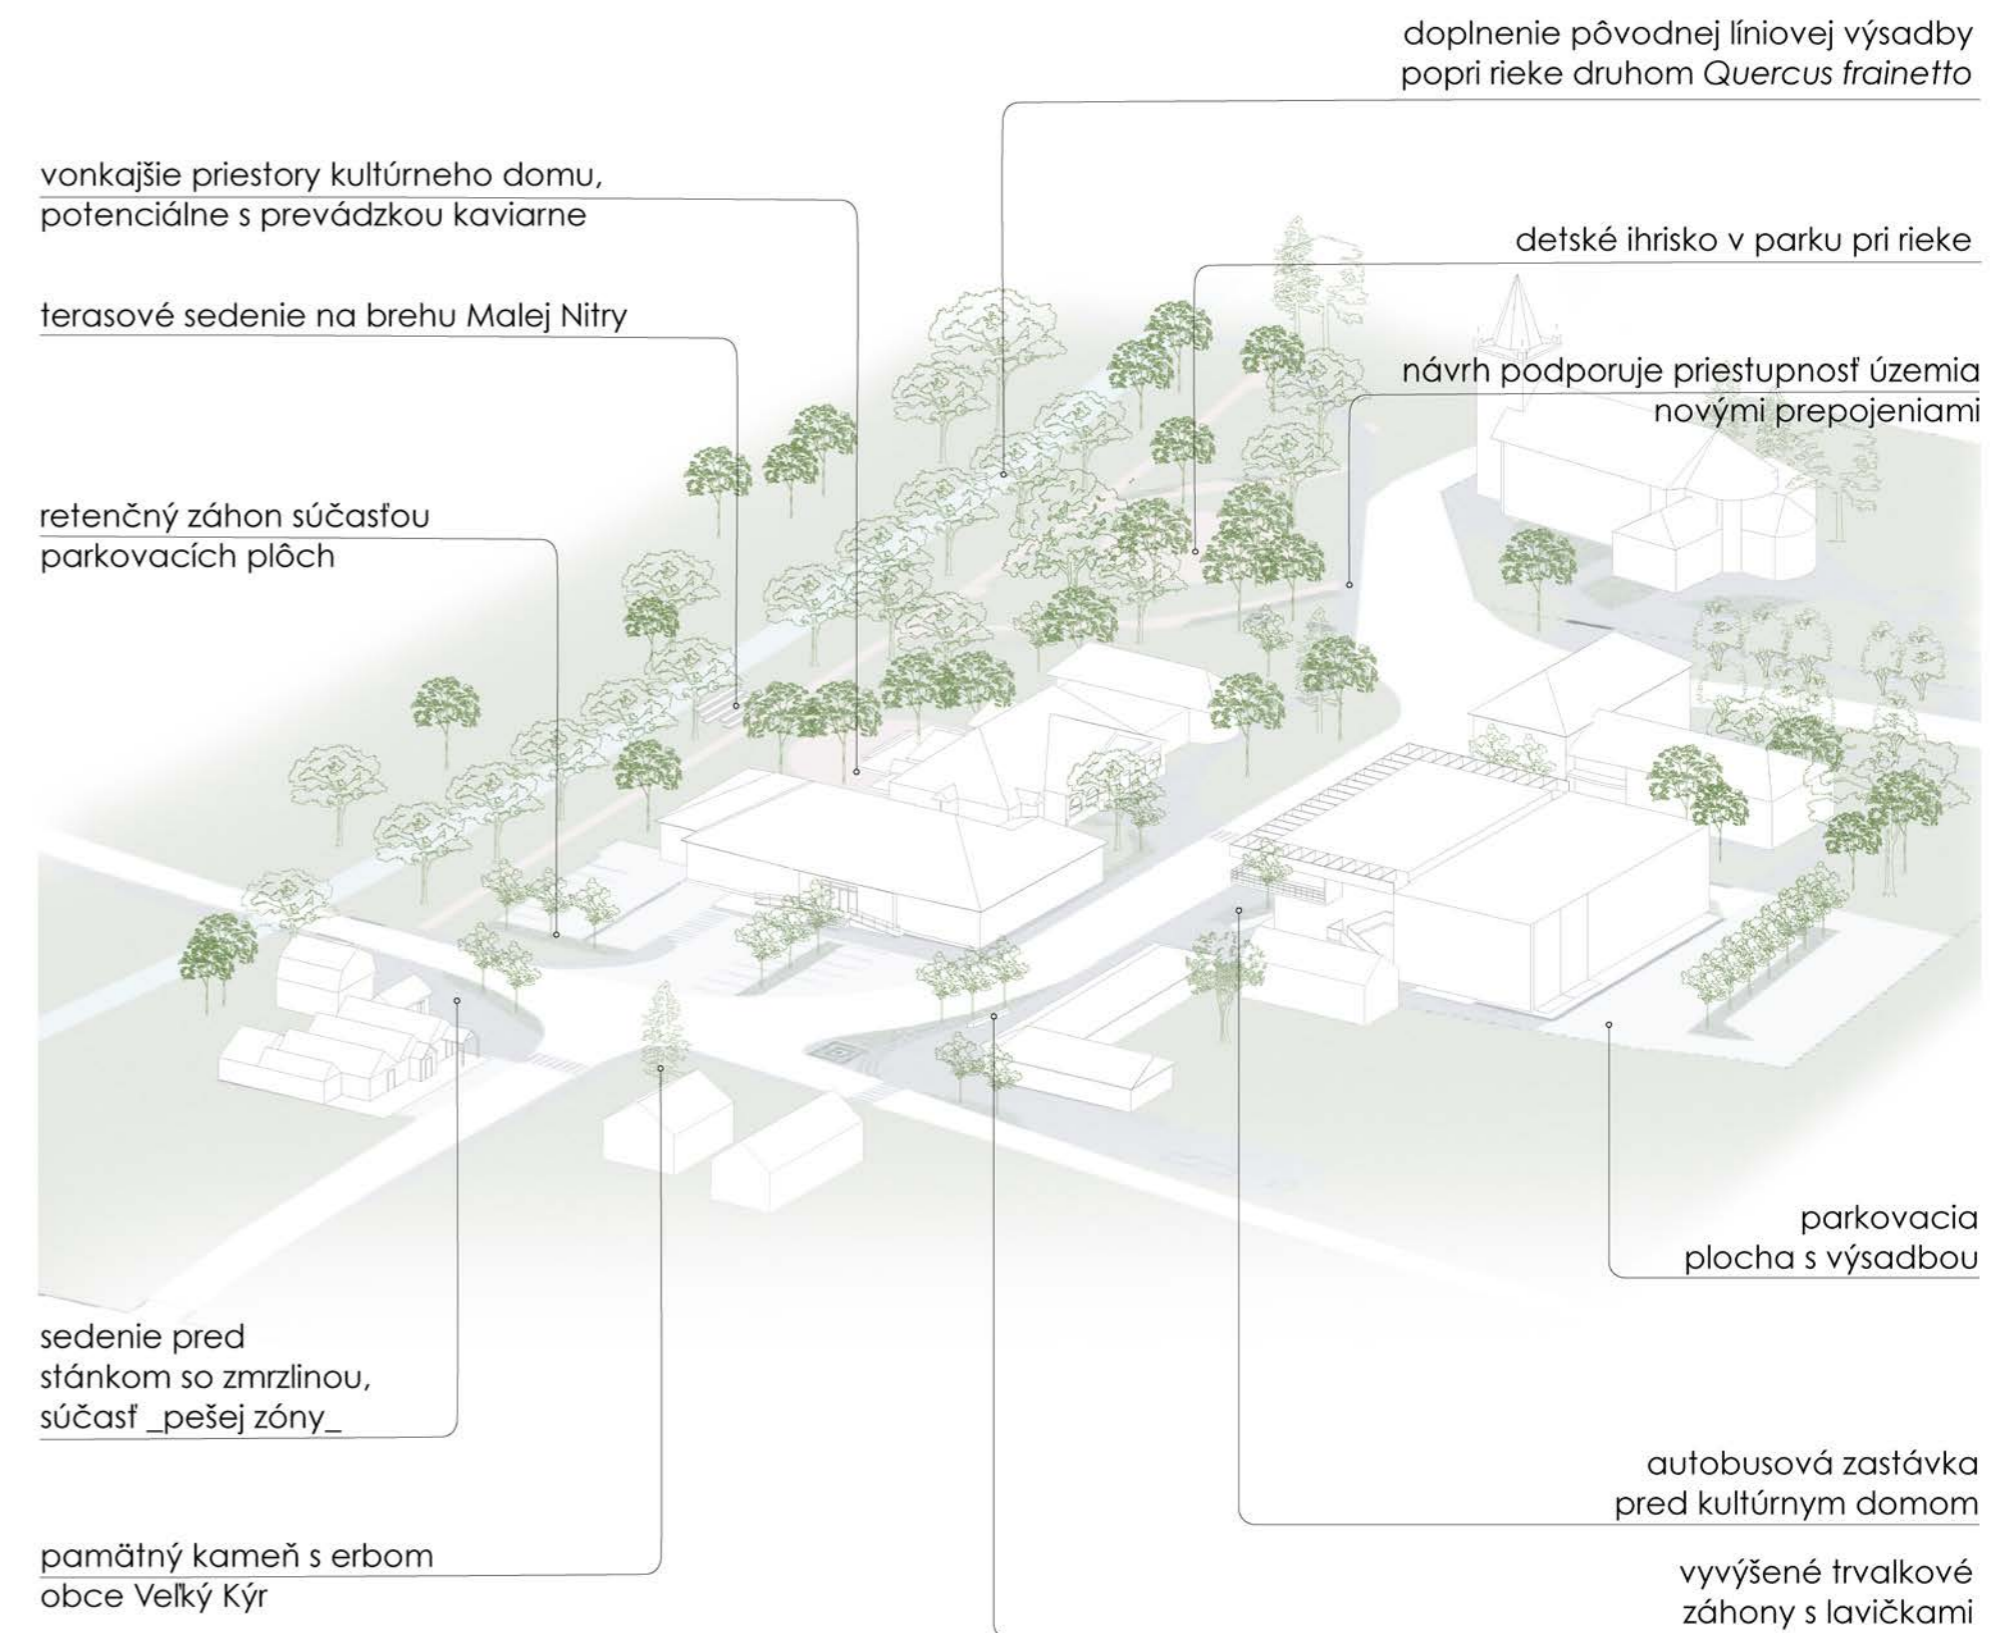 doplnenie pôvodnej líniovej výsadby
popri rieke druhom Quercus frainetto
vonkajšie priestory kultúrneho domu,
potenciálne s prevádzkou kaviarne
detské ihrisko v parku pri rieke
terasové sedenie na brehu Malej Nitry
návrh podporuje priestupnosť územia
novými prepojeniami
retenčný záhon súčasťou
parkovacích plôch
parkovacia
plocha s výsadbou
sedenie pred
stánkom so zmrzlinou,
súčasť _pešej zóny_
autobusová zastávka
pred kultúrnym domom
pamätný kameň s erbom
obce Veľký Kýr
vyvýšené trvalkové
záhony s lavičkami